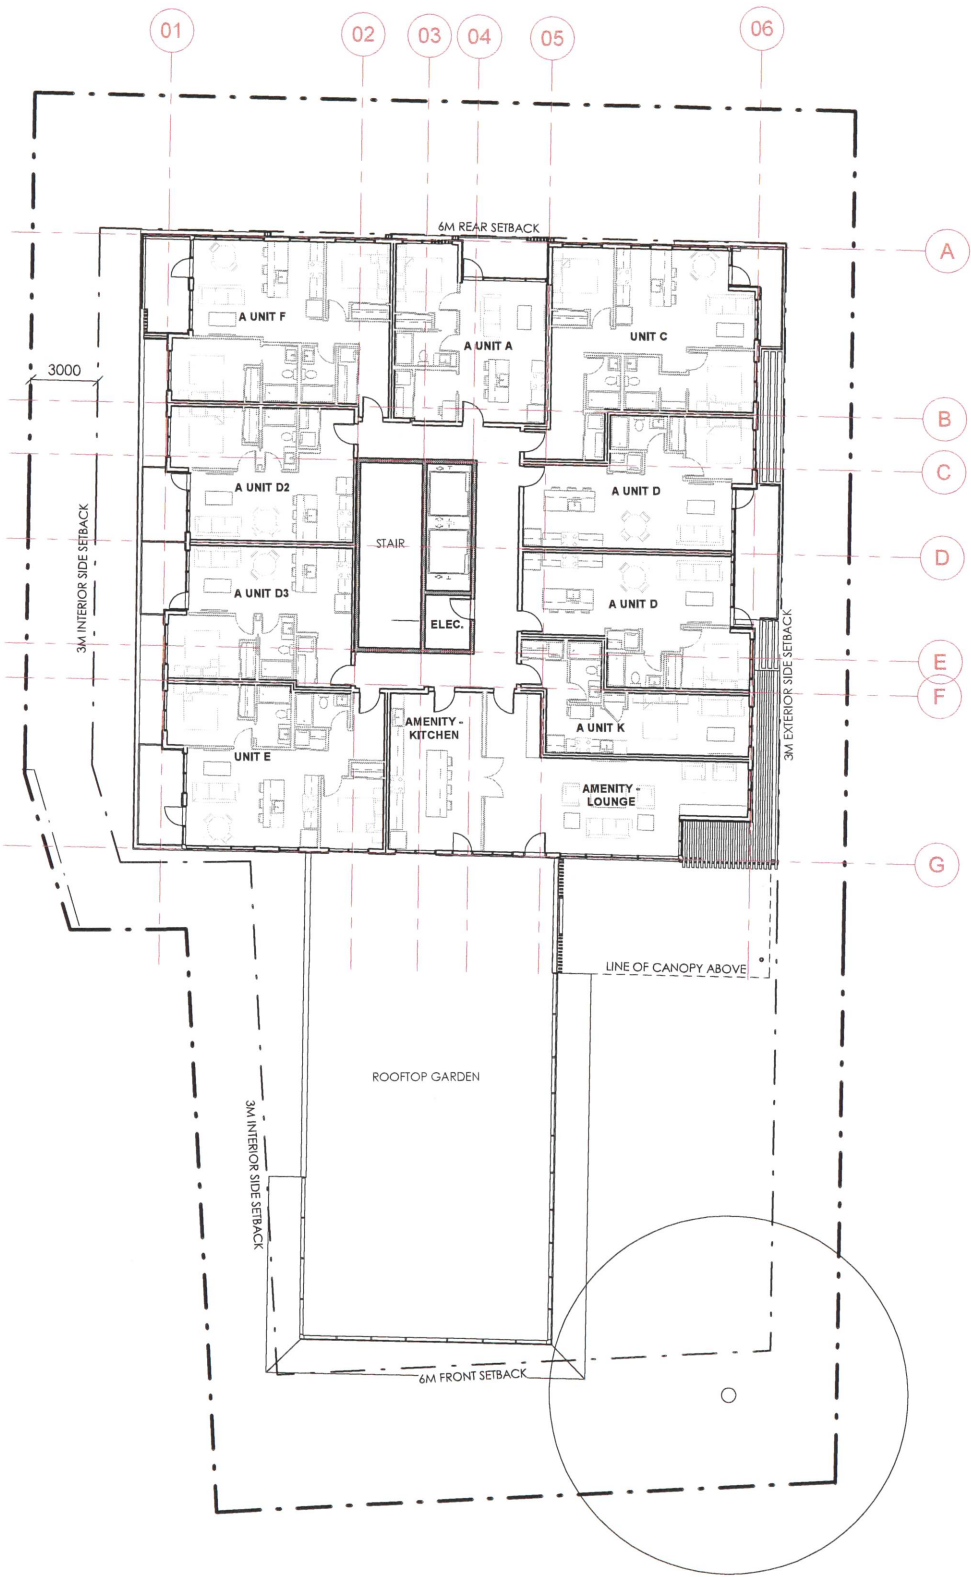 01
02
03
04
05
06
6M REAR SETBACK
A
A UNIT F
A UNIT A
UNIT C
3000
B
C
A UNIT D2
A UNIT D
STAIR
3M INTERIOR SIDE SETBACK
D
A UNIT D3
A UNIT D
ELEC.
E
F
3M EXTERIOR SIDE SETBACK
AMENITY -
KITCHEN
A UNIT K
UNIT E
AMENITY -
LOUNGE
G
LINE OF CANOPY ABOVE
ROOFTOP GARDEN
3M INTERIOR SIDE SETBACK
6M FRONT SETBACK